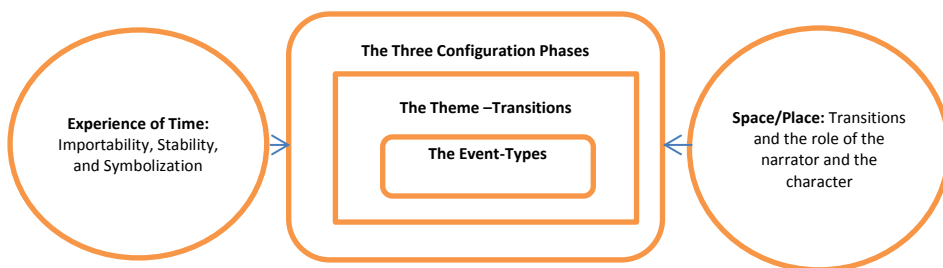 Experience of Time:
Importability, Stability,
and Symbolization
The Three Configuration Phases
The Theme –Transitions
The Event-Types
Space/Place: Transitions
and the role of the
narrator and the
character